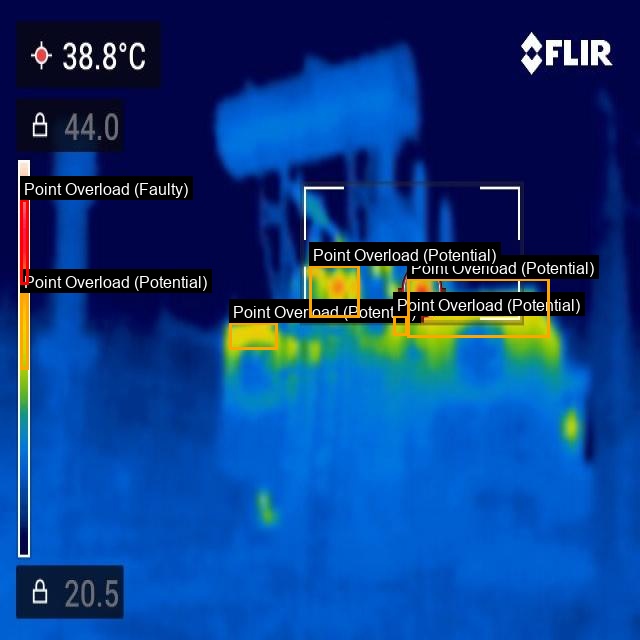 38.8°C
FLIR
44.0
Point Overload (Faulty)
Point Overload (Potential)
Point Overload (Potential)
Point Overload (Potential)
Point Overload (Potential)
Point Overload (Potential)
20.5